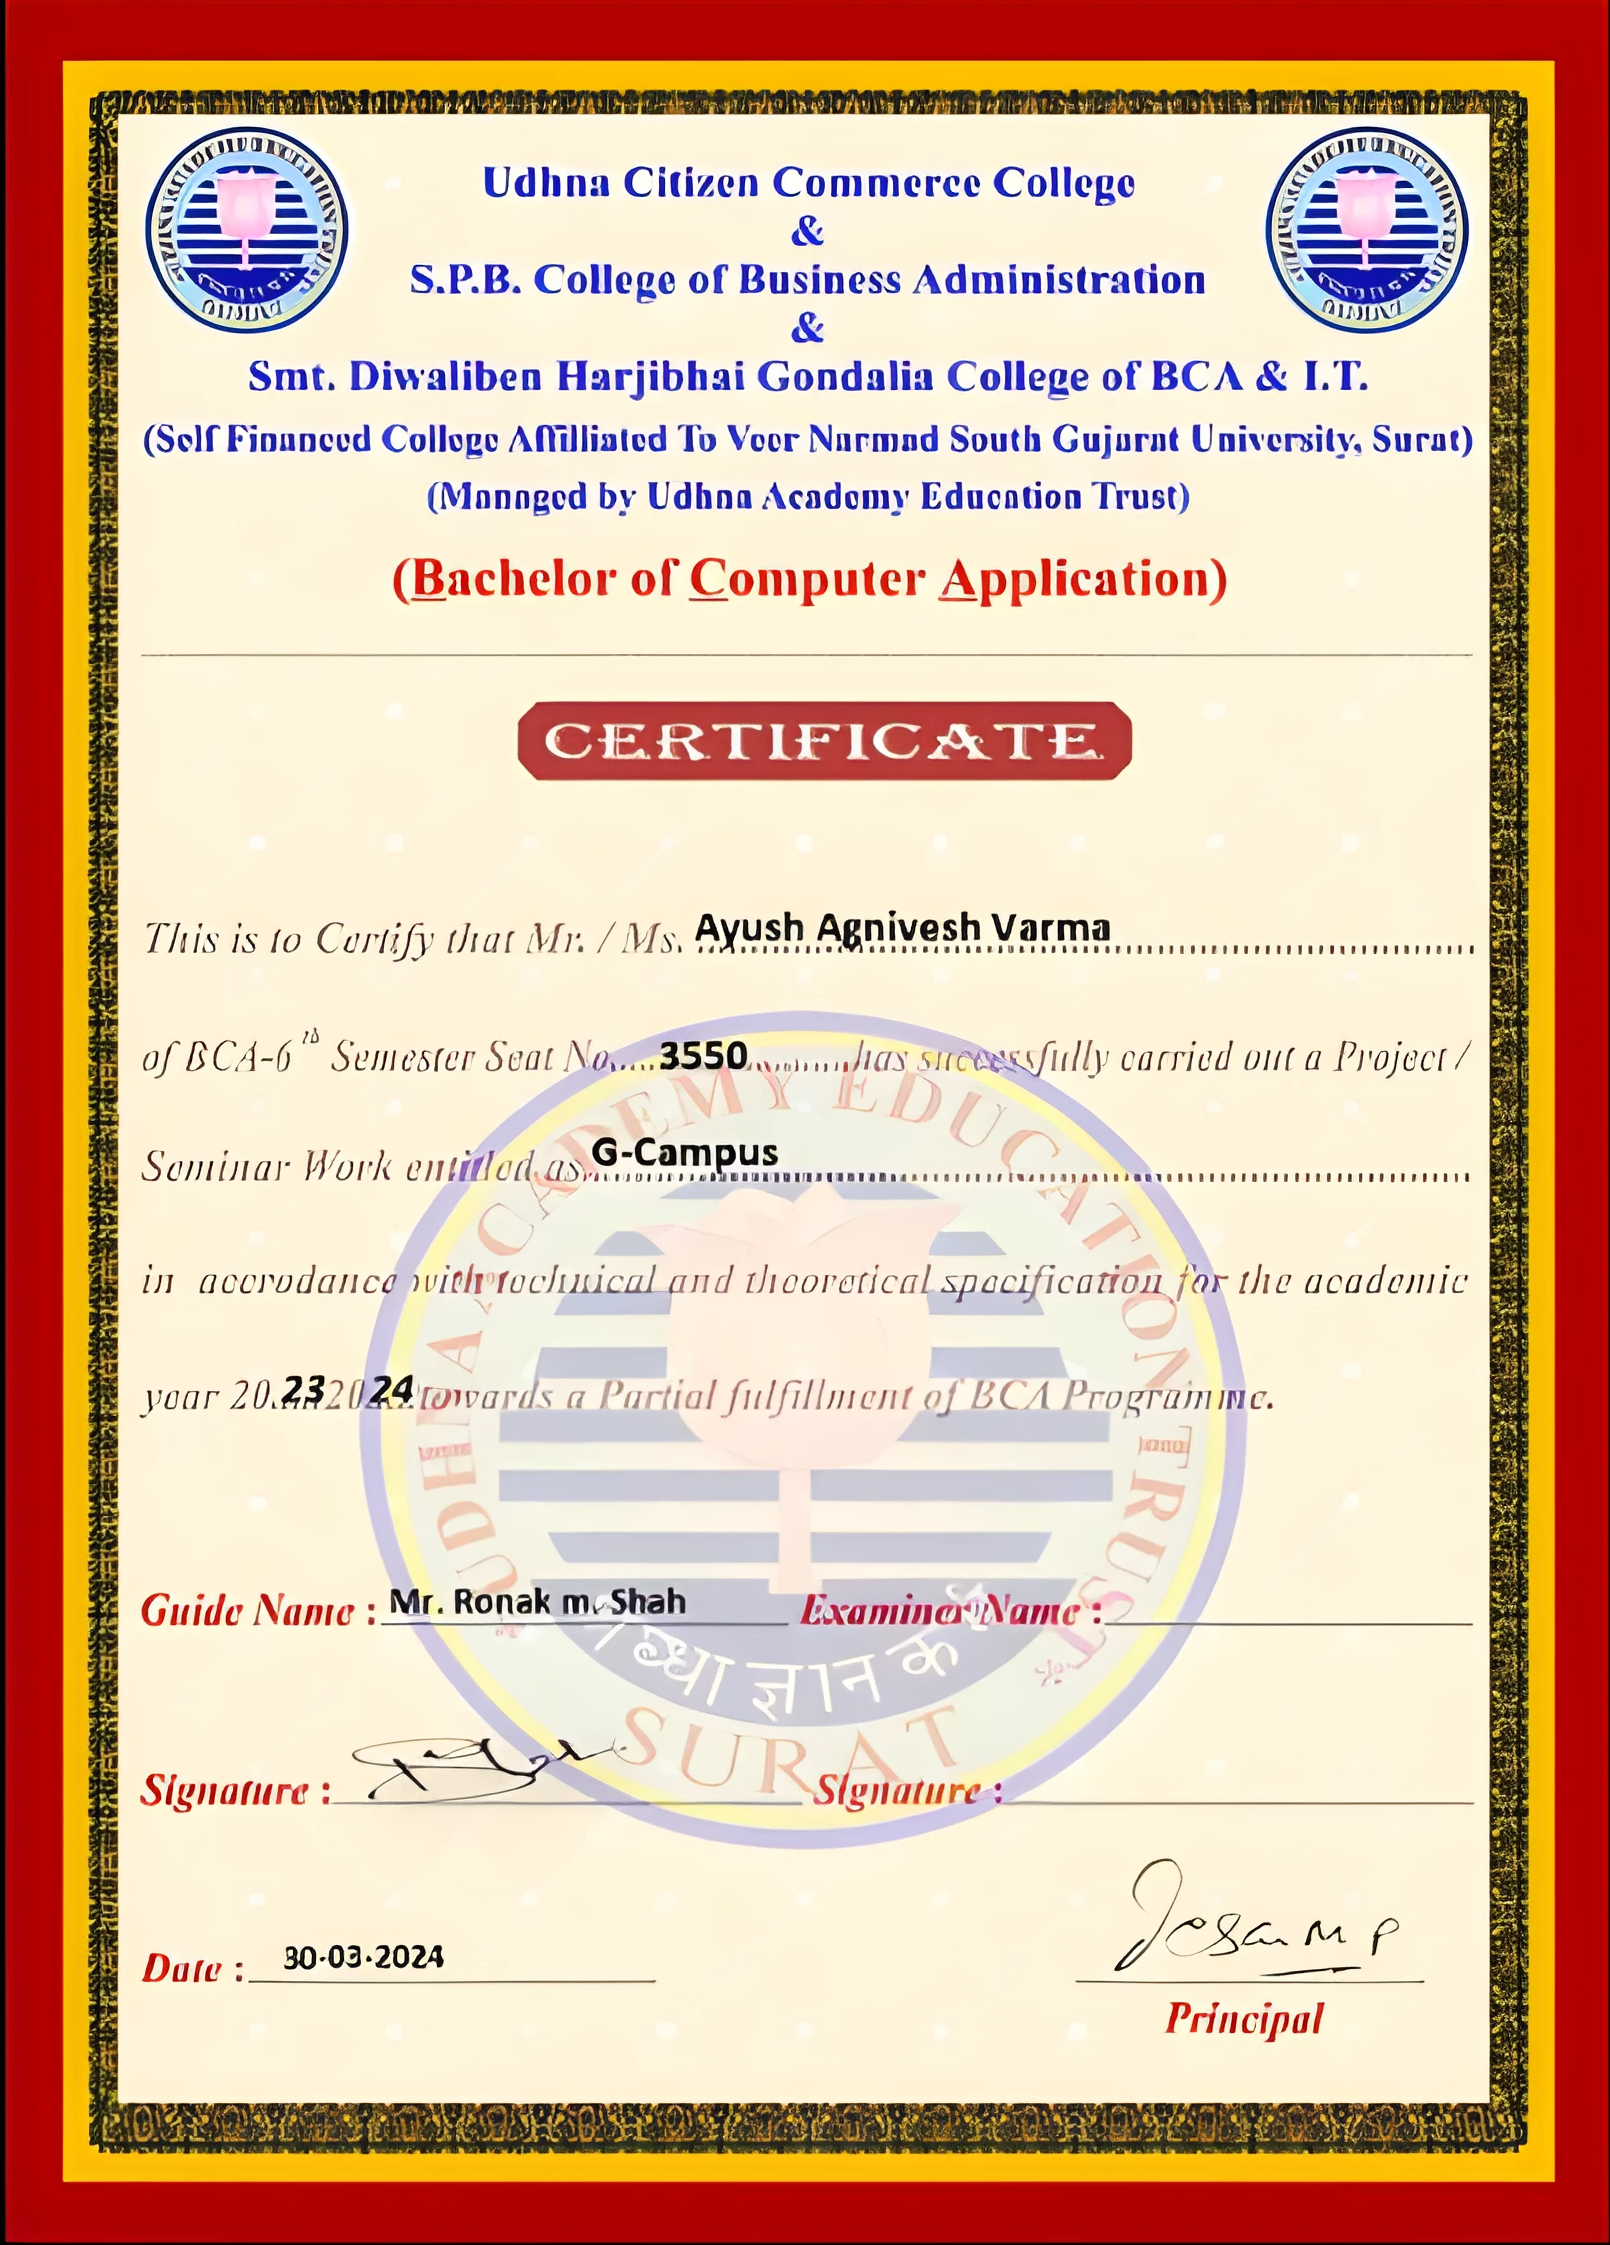 Udhna Citizen Commerce College
&
S.P.B. College of Business Administration
&
Smt. Diwaliben Harjibhai Gondalia College of BCA & I.T.
(Self Financed College Affilliated To Veer Narmad South Gujarat University, Surat)
(Managed by Udhna Academy Education Trust)
(Bachelor of Computer Application)
CERTIFICATE
This is to Certify that Mr. / Ms. Ayush Agnivesh Varma
of BCA-6th Semester Seat No. 3550 has successfully carried out a Project /
Seminar Work entitled as G-Campus
in accrodance with technical and theoretical specification for the academic
year 20 23 20 24 towards a Partial fulfillment of BCA Programme.
Guide Name : Mr. Ronak m. Shah Examiner Name :
Signature : Signature :
Date : 30-03-2024
Principal
UDHNA ACADEMY EDUCATION TRUST
SURAT